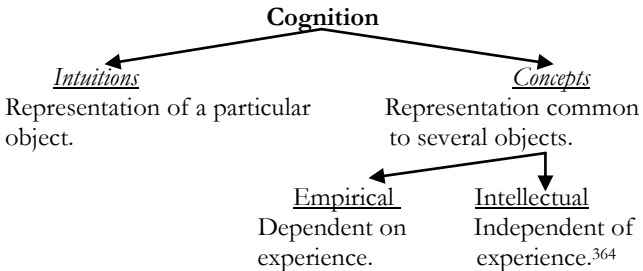 Cognition
Intuitions Concepts
Representation of a particular Representation common
object. to several objects.
Empirical Intellectual
Dependent on Independent of
experience. experience.364